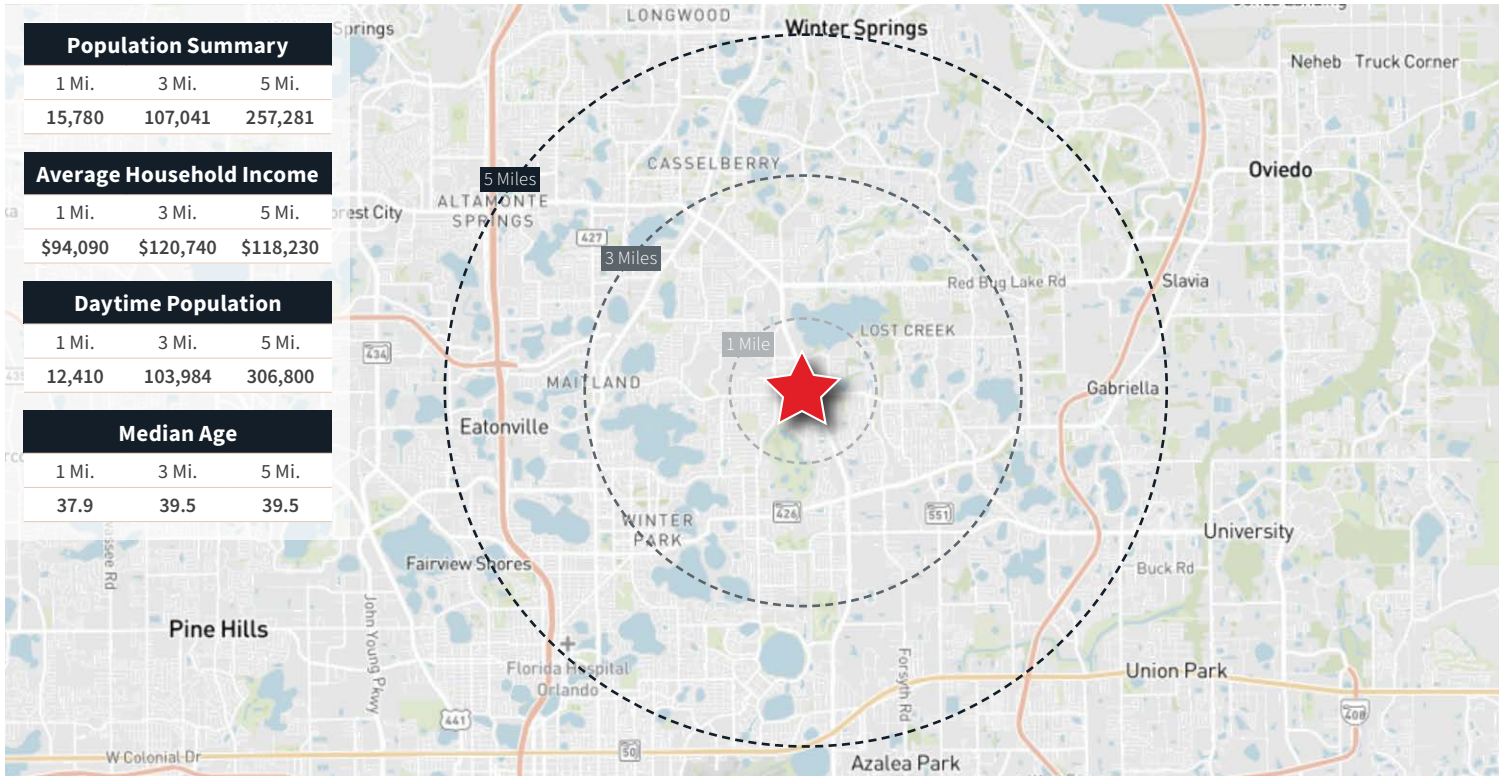 Population Summary
1 Mi. 3 Mi. 5 Mi.
15,780 107,041 257,281
Average Household Income
1 Mi. 3 Mi. 5 Mi.
$94,090 $120,740 $118,230
Daytime Population
1 Mi. 3 Mi. 5 Mi.
12,410 103,984 306,800
Median Age
1 Mi. 3 Mi. 5 Mi.
37.9 39.5 39.5
Springs
LONGWOOD
Winter Springs
Neheb Truck Corner
CASSELBERRY
Oviedo
5 Miles
ALTAMONTE
SPRINGS
rest City
427
3 Miles
Red Bug Lake Rd
Slavia
1 Mile
LOST CREEK
434
MAITLAND
Gabriella
Eatonville
WINTER
PARK
426
551
University
Fairview Shores
Buck Rd
ssee Rd
John Young Pkwy
Pine Hills
Florida Hospital
Orlando
Forsyth Rd
Union Park
441
408
W Colonial Dr
50
Azalea Park